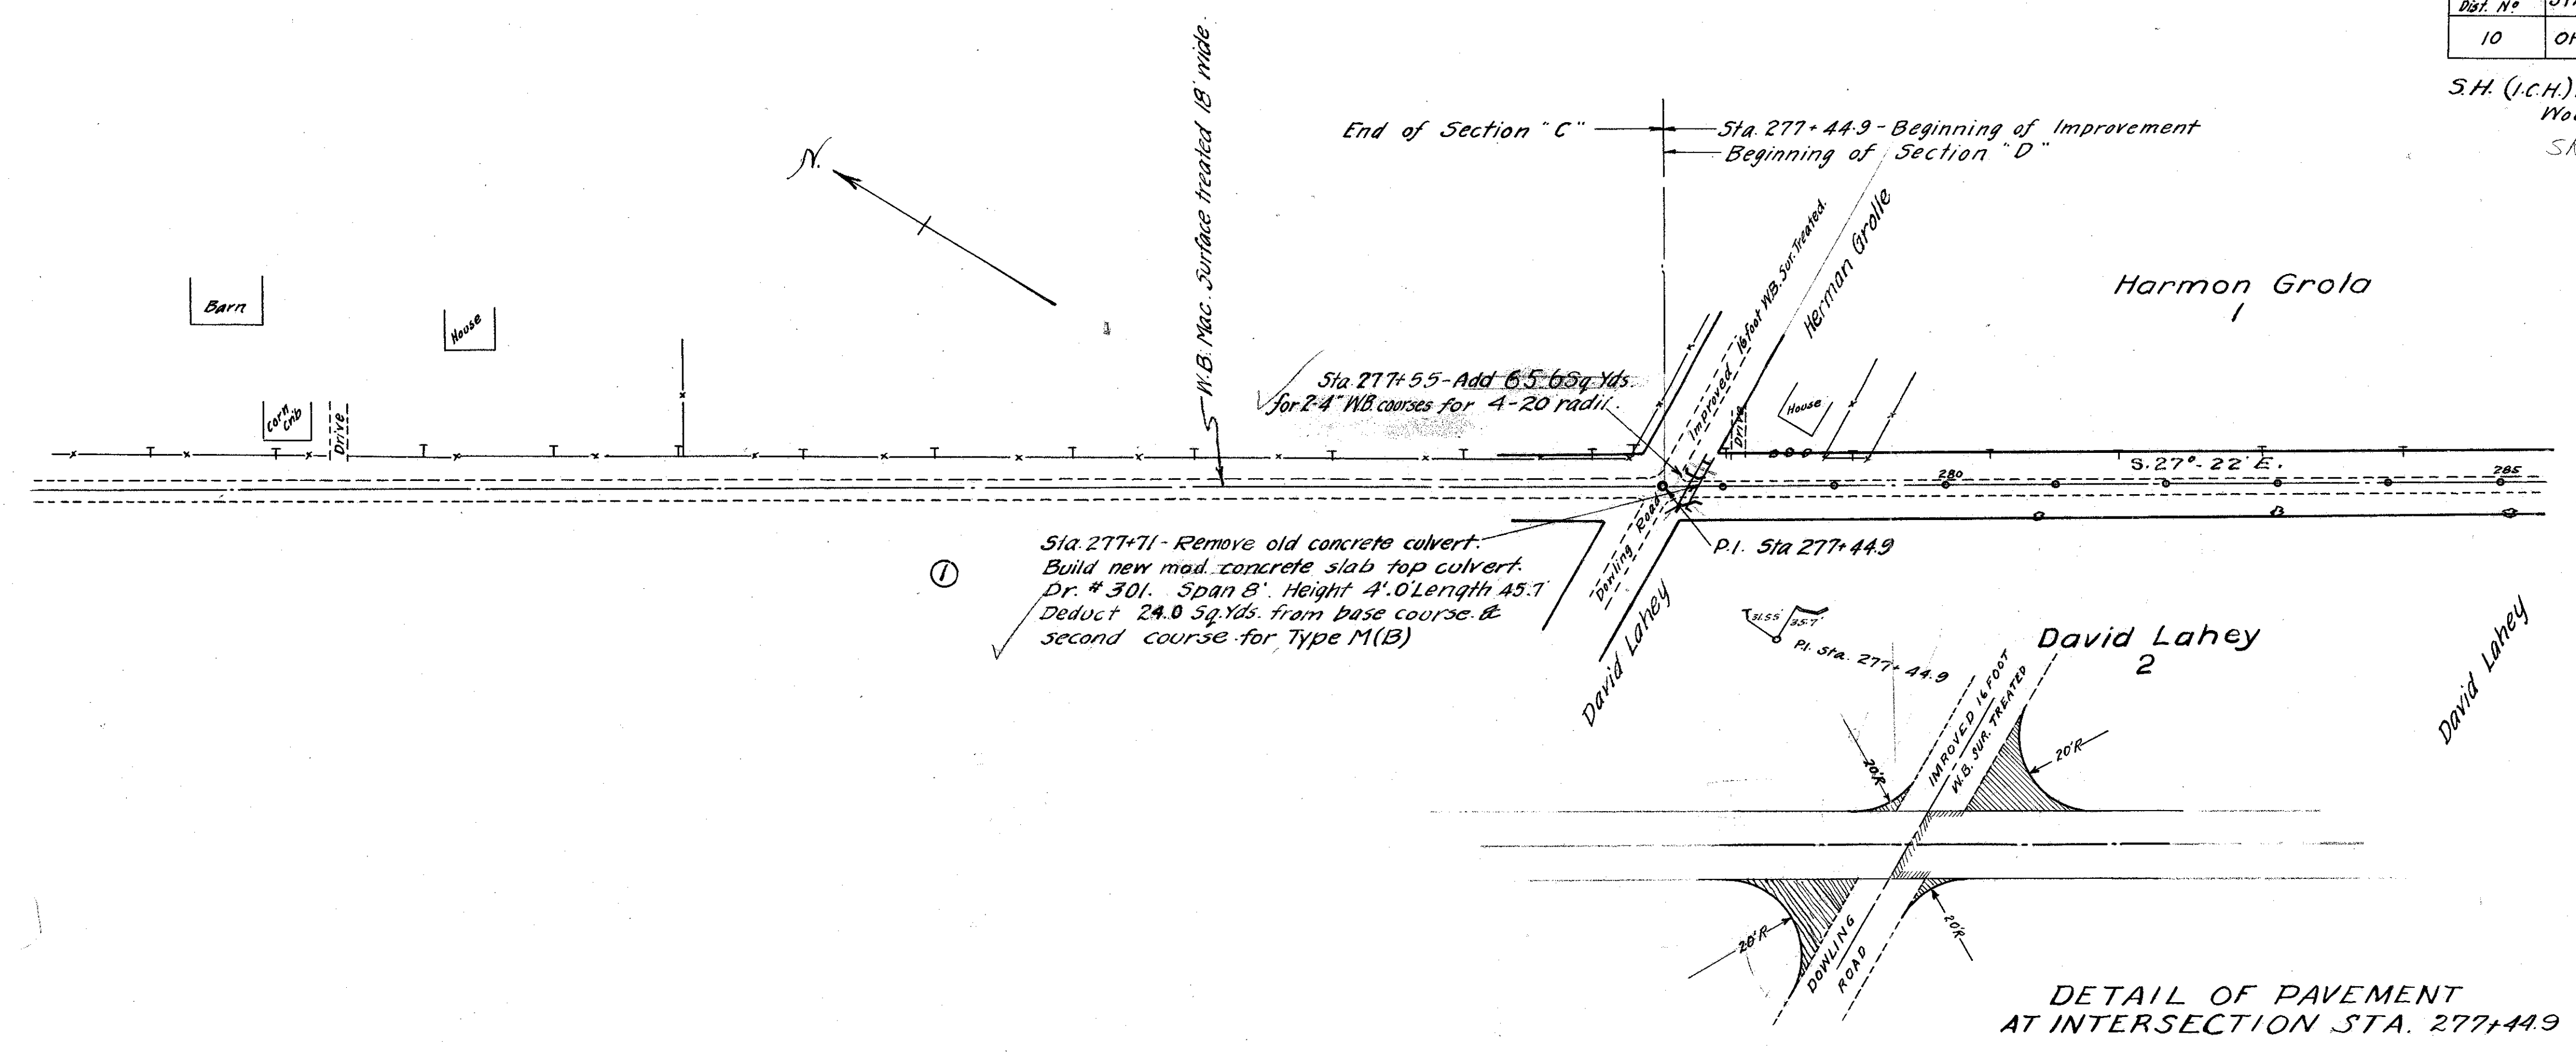 Dist. No
10
S.H. (I.C.H.)
W.B. Mac. Surface treated 18' wide.
End of Section "C"
Sta. 277+44.9 - Beginning of Improvement
Beginning of Section "D"
N.
Improved 16 foot W.B. Sur. Treated.
Herman Grolle
Harmon Grola
1
Barn
House
Corn Crib
Drive
Sta. 277+55 - Add 65.6 Sq. Yds.
for 2-4" W.B. courses for 4-20' radii.
Drive
House
S. 27°-22' E.
280
285
Dowling Road
P.I. Sta 277+44.9
1
Sta. 277+71 - Remove old concrete culvert.
Build new mod. concrete slab top culvert.
Dr. #301. Span 8'. Height 4'.0 Length 45.7'
Deduct 24.0 Sq. Yds. from base course &
second course for Type M(B)
David Lahey
31.55'
35.7'
P.I. Sta. 277+44.9
David Lahey
2
David Lahey
20'R
IMROVED 16 FOOT
W.B. SUR. TREATED
20'R
20'R
DOWLING
ROAD
20'R
DETAIL OF PAVEMENT
AT INTERSECTION STA. 277+44.9